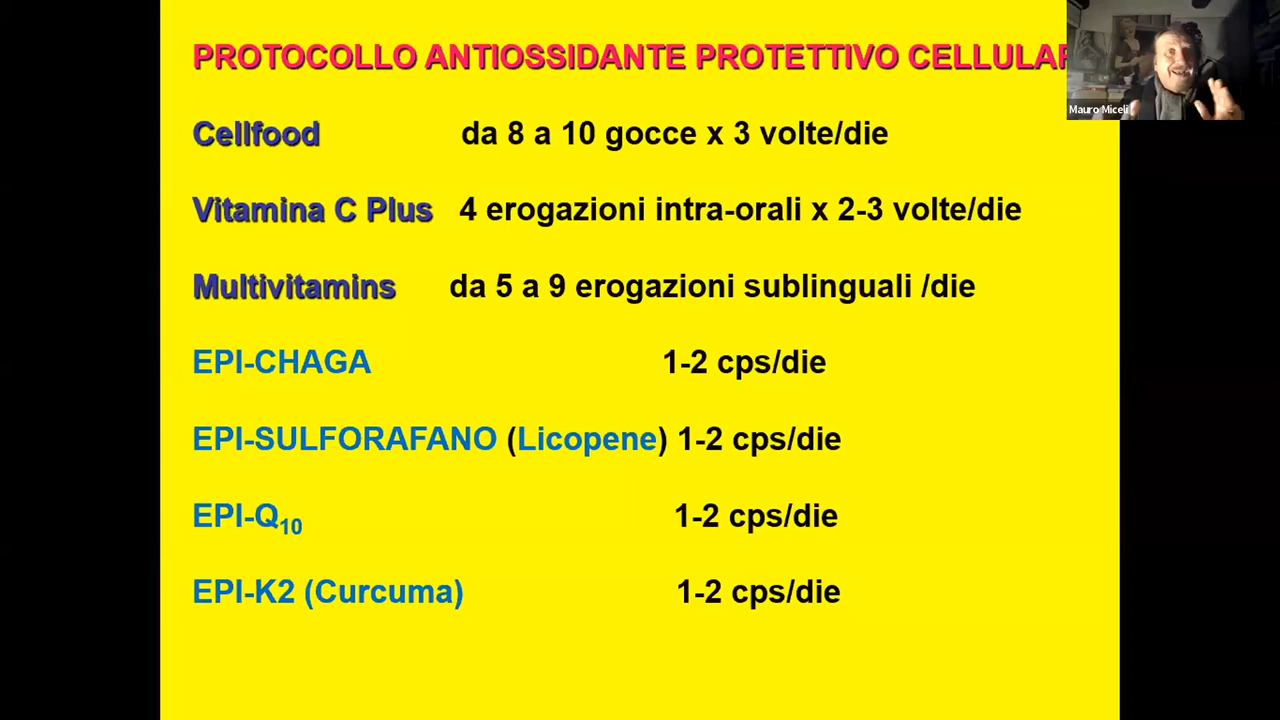 PROTOCOLLO ANTIOSSIDANTE PROTETTIVO CELLULAR
Mauro Miceli
Cellfood da 8 a 10 gocce x 3 volte/die
Vitamina C Plus 4 erogazioni intra-orali x 2-3 volte/die
Multivitamins da 5 a 9 erogazioni sublinguali /die
EPI-CHAGA 1-2 cps/die
EPI-SULFORAFANO (Licopene) 1-2 cps/die
EPI-Q10 1-2 cps/die
EPI-K2 (Curcuma) 1-2 cps/die